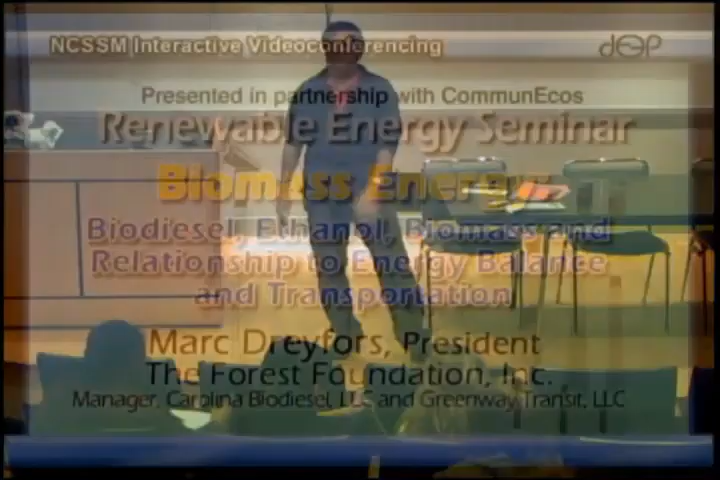 NCSSM Interactive Videoconferencing
dep
Presented in partnership with CommunEcos
Renewable Energy Seminar
Biomass Energy:
Biodiesel, Ethanoll, Biomass and
Relationship to Energy Balance
and Transportation
Marc Dreyfors, President
The Forest Foundation, Inc.
Manager, Carolina Biodiesel, LLC and Greenway Transit, LLC